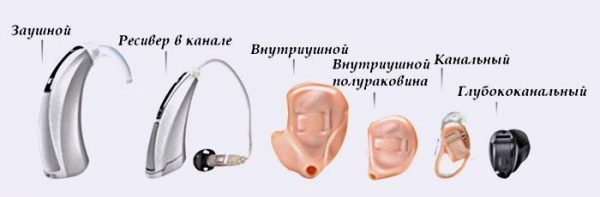 Заушной
Ресивер в канале
Внутриушной
Внутриушной
полураковина
Канальный
Глубококанальный